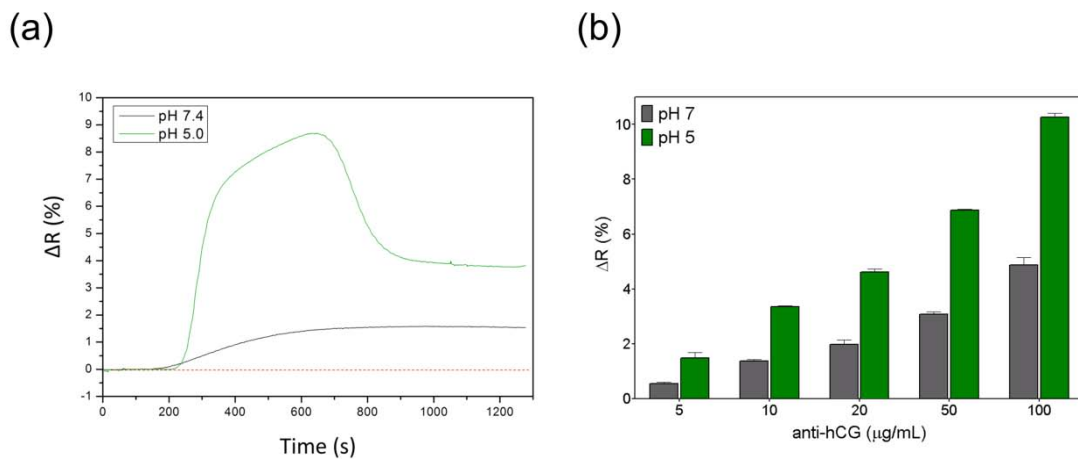 (a)
(b)
pH 7.4
pH 5.0
10
9
8
7
6
5
4
3
2
1
0
-1
ΔR (%)
0 200 400 600 800 1000 1200
Time (s)
pH 7
pH 5
10
8
6
4
2
0
ΔR (%)
5 10 20 50 100
anti-hCG (μg/mL)